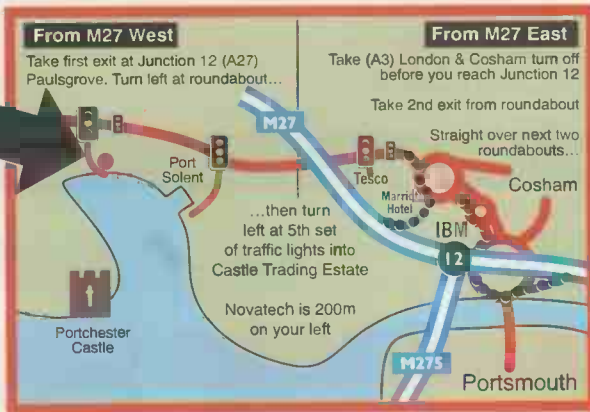 From M27 West
Take first exit at Junction 12 (A27)
Paulsgrove. Turn left at roundabout...
From M27 East
Take (A3) London & Cosham turn off
before you reach Junction 12
Take 2nd exit from roundabout
Straight over next two
roundabouts...
M27
Port
Solent
Tesco
Marriott
Hotel
Cosham
IBM
12
...then turn
left at 5th set
of traffic lights into
Castle Trading Estate
Novatech is 200m
on your left
Portchester
Castle
M275
Portsmouth